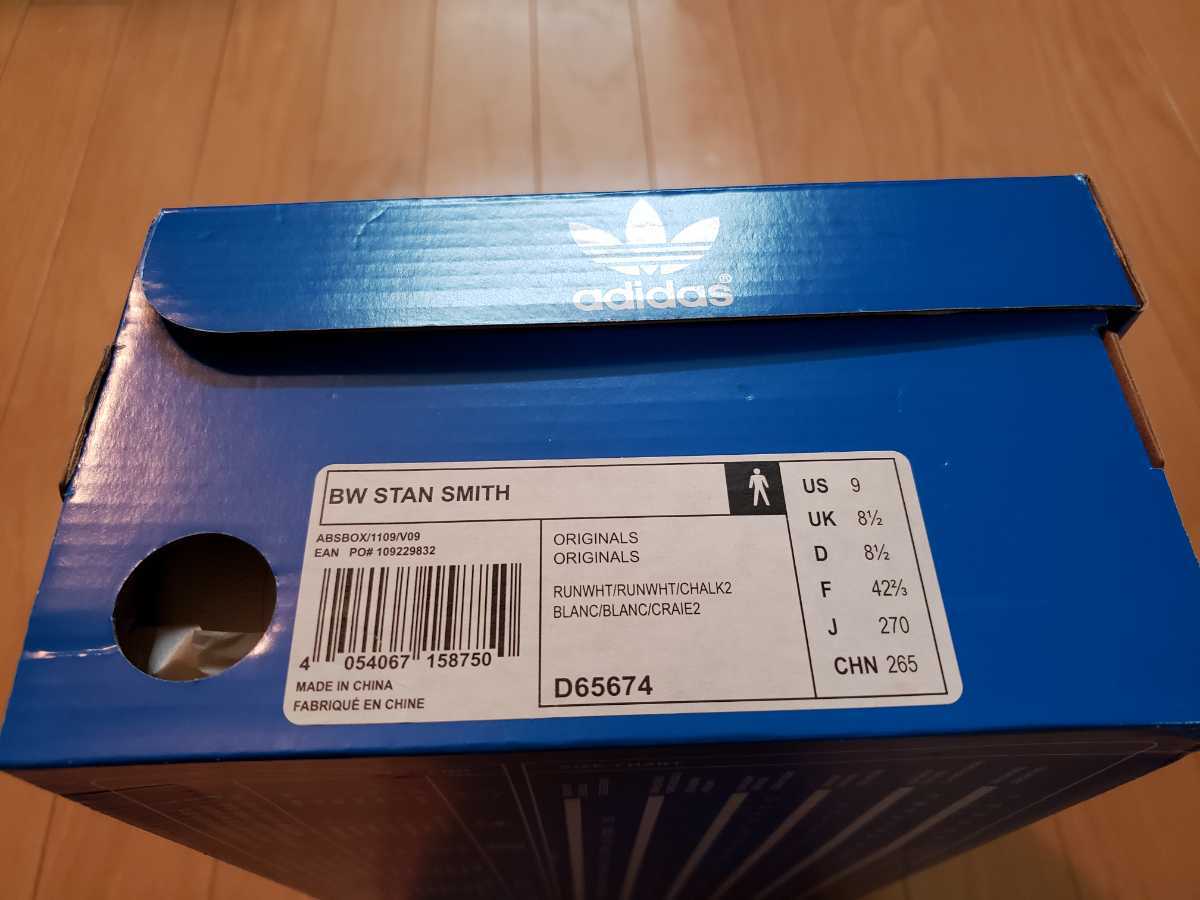 adidas®
BW STAN SMITH
ABSBOX/1109/V09
EAN PO# 109229832
4 054067 158750
MADE IN CHINA
FABRIQUÉ EN CHINE
ORIGINALS
ORIGINALS
RUNWHT/RUNWHT/CHALK2
BLANC/BLANC/CRAIE2
D65674
US 9
UK 8½
D 8½
F 42⅔
J 270
CHN 265
SIZE CHART